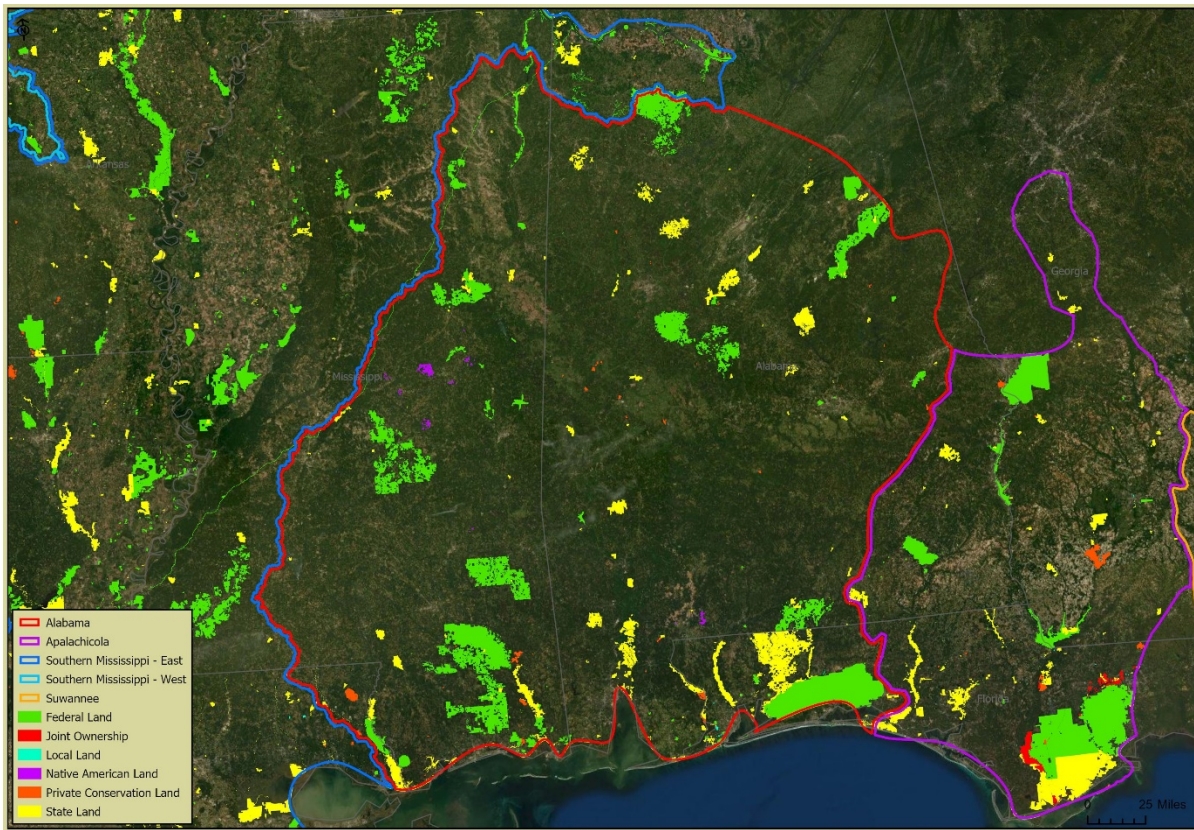 Arkansas
Georgia
Mississippi
Alabama
Florida
Alabama
Apalachicola
Southern Mississippi - East
Southern Mississippi - West
Suwannee
Federal Land
Joint Ownership
Local Land
Native American Land
Private Conservation Land
State Land
0
25 Miles